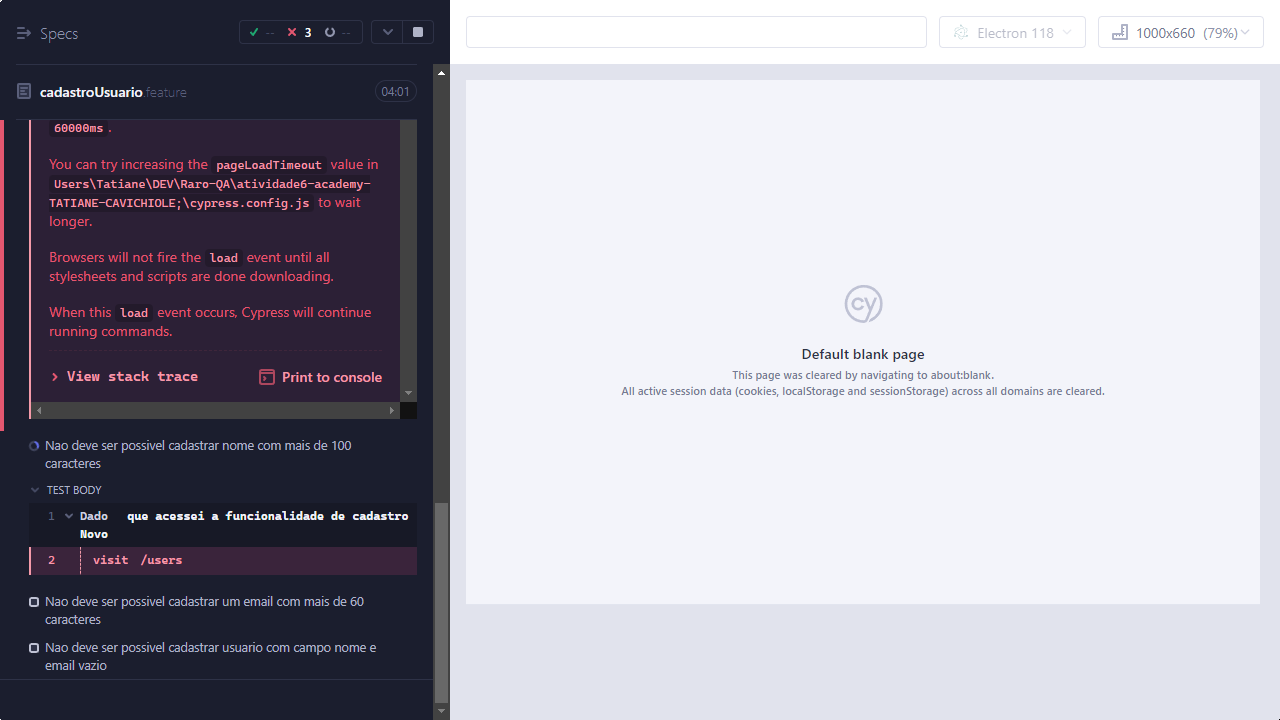 Specs
-- 3 --
Electron 118
1000x660 (79%)
cadastroUsuario.feature
04:01
60000ms.
You can try increasing the pageLoadTimeout value in
Users\Tatiane\DEV\Raro-QA\atividade6-academy-
TATIANE-CAVICHIOLE;\cypress.config.js to wait
longer.
Browsers will not fire the load event until all
stylesheets and scripts are done downloading.
When this load event occurs, Cypress will continue
running commands.
View stack trace
Print to console
Nao deve ser possivel cadastrar nome com mais de 100
caracteres
TEST BODY
1 Dado que acessei a funcionalidade de cadastro
Novo
2 visit /users
Nao deve ser possivel cadastrar um email com mais de 60
caracteres
Nao deve ser possivel cadastrar usuario com campo nome e
email vazio
cy
Default blank page
This page was cleared by navigating to about:blank.
All active session data (cookies, localStorage and sessionStorage) across all domains are cleared.